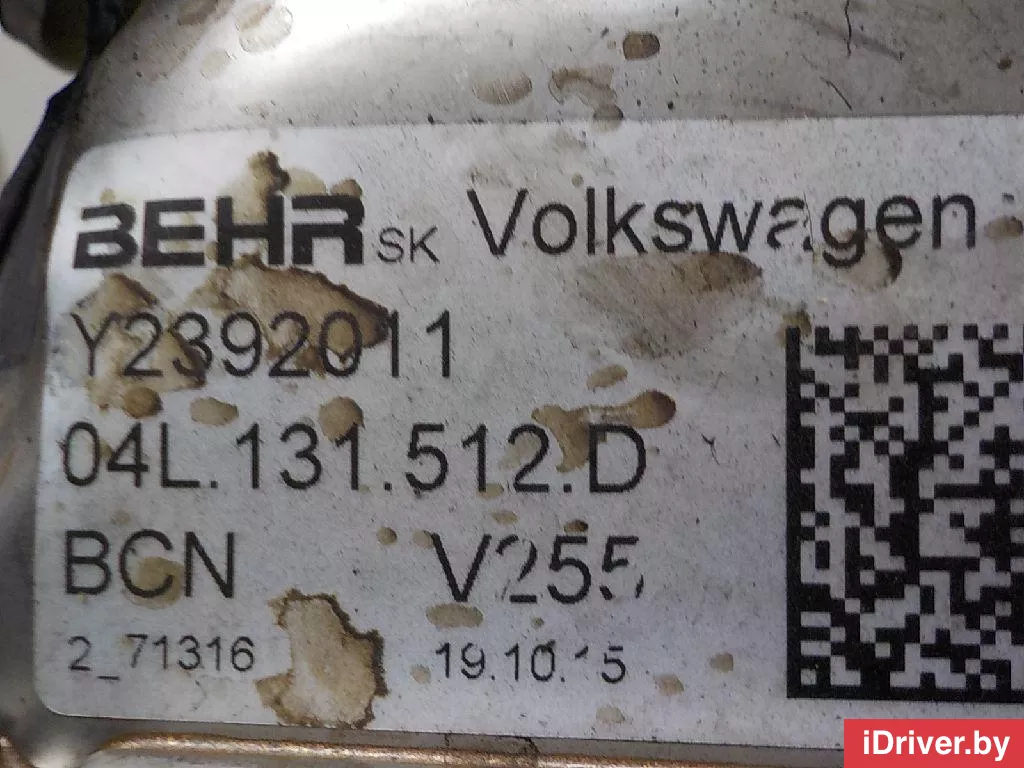 BEHR SK Volkswagen
Y2392011
04L.131.512.D
BCN V255
2_71316 19.10.15
iDriver.by